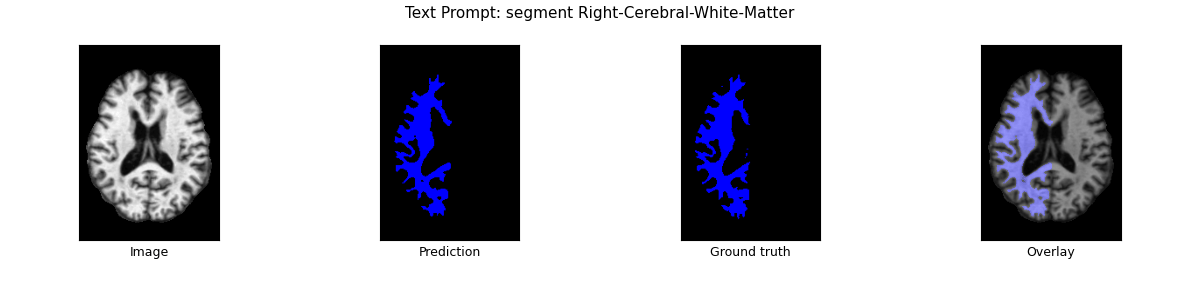 Text Prompt: segment Right-Cerebral-White-Matter
Image
Prediction
Ground truth
Overlay